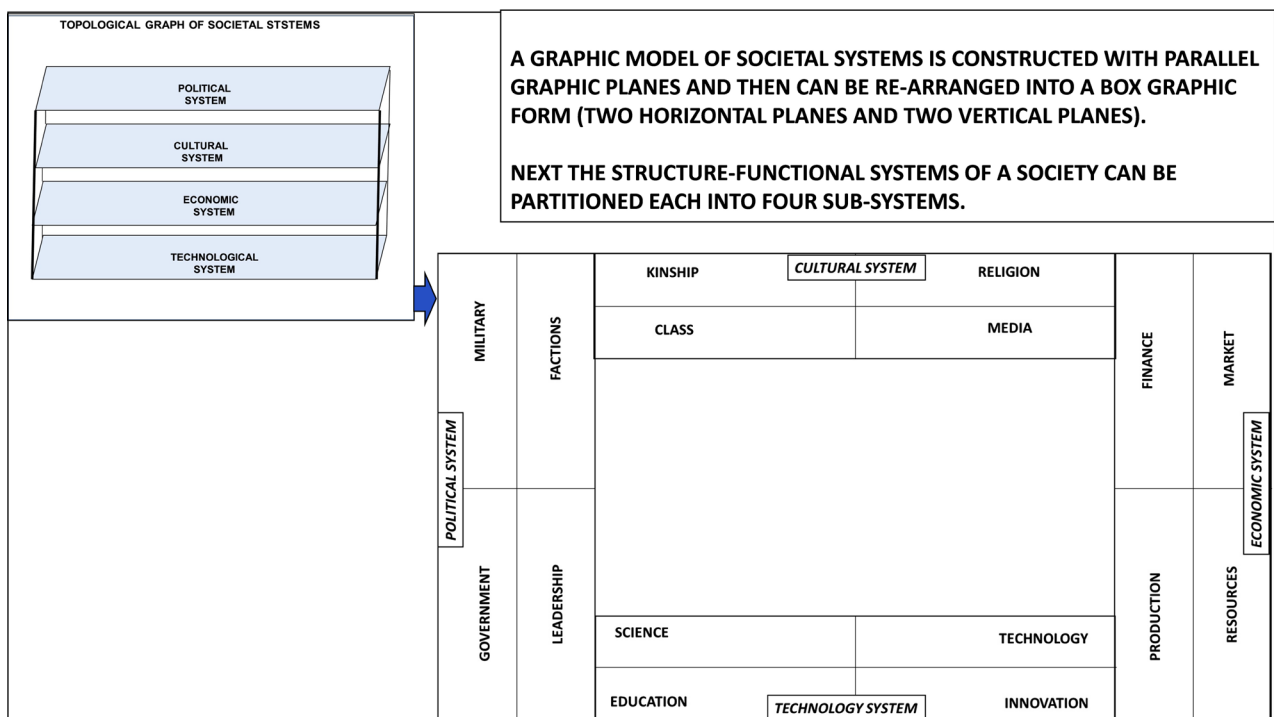 TOPOLOGICAL GRAPH OF SOCIETAL STSTEMS
POLITICAL
SYSTEM
CULTURAL
SYSTEM
ECONOMIC
SYSTEM
TECHNOLOGICAL
SYSTEM
A GRAPHIC MODEL OF SOCIETAL SYSTEMS IS CONSTRUCTED WITH PARALLEL
GRAPHIC PLANES AND THEN CAN BE RE-ARRANGED INTO A BOX GRAPHIC
FORM (TWO HORIZONTAL PLANES AND TWO VERTICAL PLANES).
NEXT THE STRUCTURE-FUNCTIONAL SYSTEMS OF A SOCIETY CAN BE
PARTITIONED EACH INTO FOUR SUB-SYSTEMS.
POLITICAL SYSTEM
MILITARY
FACTIONS
GOVERNMENT
LEADERSHIP
KINSHIP
CULTURAL SYSTEM
RELIGION
CLASS
MEDIA
FINANCE
MARKET
ECONOMIC SYSTEM
PRODUCTION
RESOURCES
SCIENCE
TECHNOLOGY
EDUCATION
TECHNOLOGY SYSTEM
INNOVATION